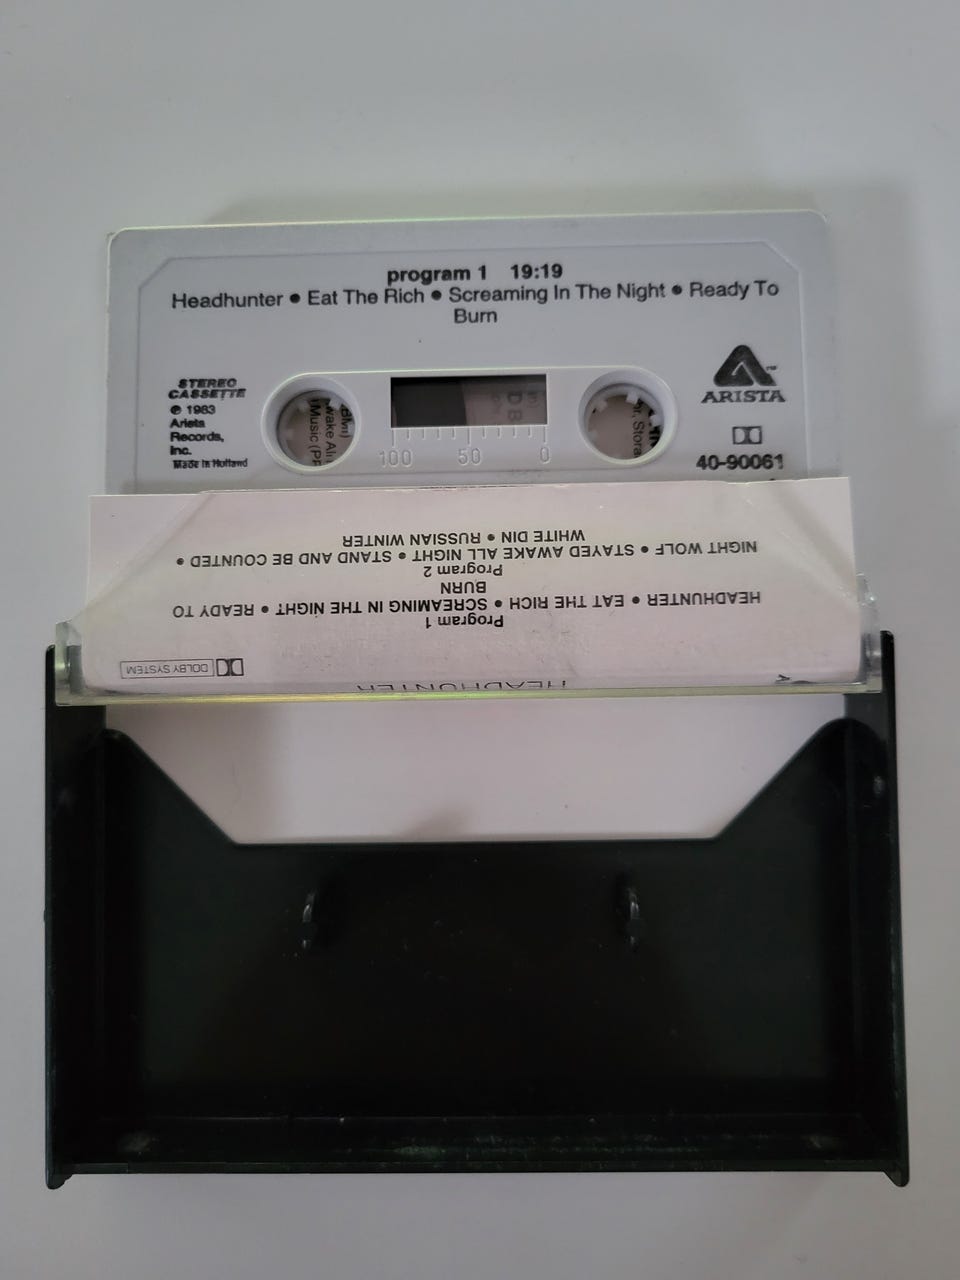 program 1 19:19
Headhunter • Eat The Rich • Screaming In The Night • Ready To
Burn
STEREO
CASSETTE
℗ 1983
Arista
Records,
Inc.
Made in Holland
100 50 0
ARISTA
40-90061
HEADHUNTER
DOLBY SYSTEM
Program 1
HEADHUNTER • EAT THE RICH • SCREAMING IN THE NIGHT • READY TO
BURN
Program 2
NIGHT WOLF • STAYED AWAKE ALL NIGHT • STAND AND BE COUNTED •
WHITE DIN • RUSSIAN WINTER